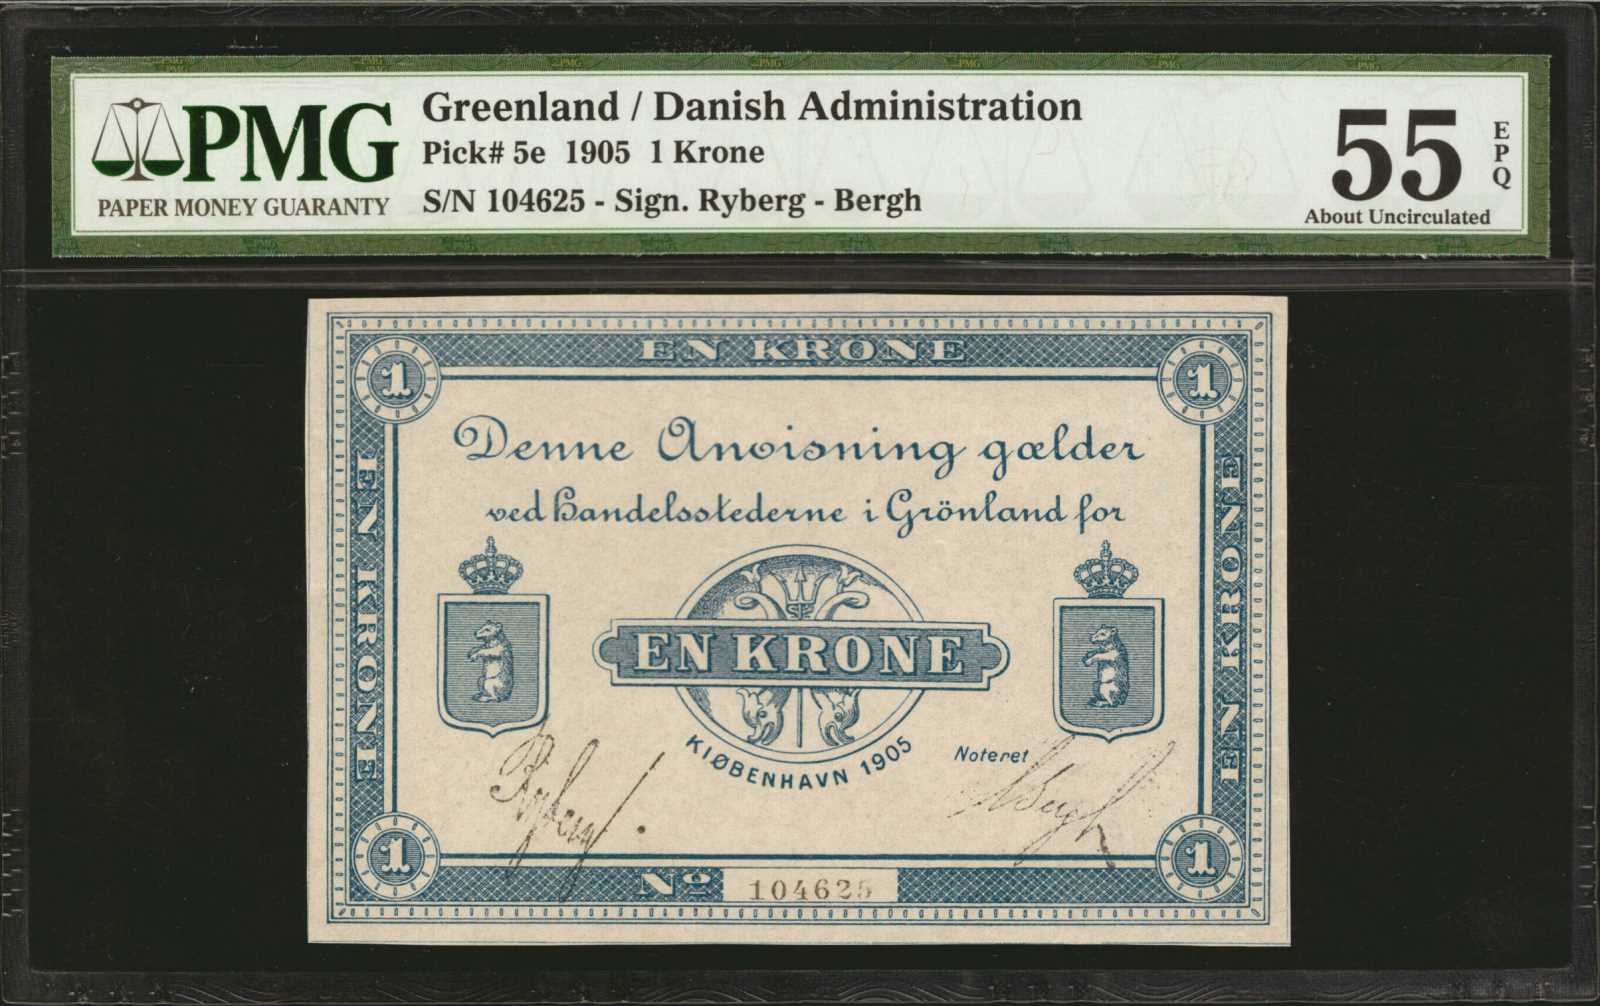 PMG
PAPER MONEY GUARANTY
Greenland / Danish Administration
Pick# 5e 1905 1 Krone
S/N 104625 - Sign. Ryberg - Bergh
55
EPQ
About Uncirculated
EN KRONE
1
1
Denne Anvisning gælder
ved Handelsstederne i Grönland for
EN KRONE
EN KRONE
EN KRONE
KIØBENHAVN 1905
Noteret
Ryberg
Bergh
1
1
No 104625